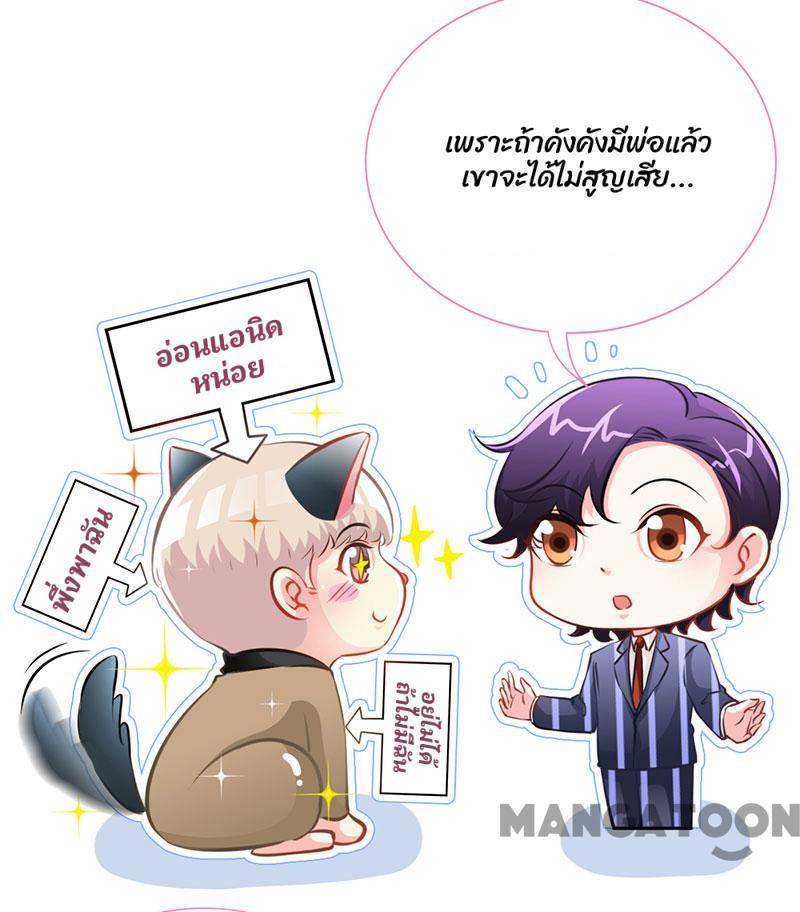 เพราะถ้าคังคังมีพ่อแล้ว
เขาจะได้ไม่สูญเสีย...
อ่อนแอนิด
หน่อย
พึ่งพาฉัน
อยู่ไม่ได้
ถ้าไม่มีฉัน
MANGATOON